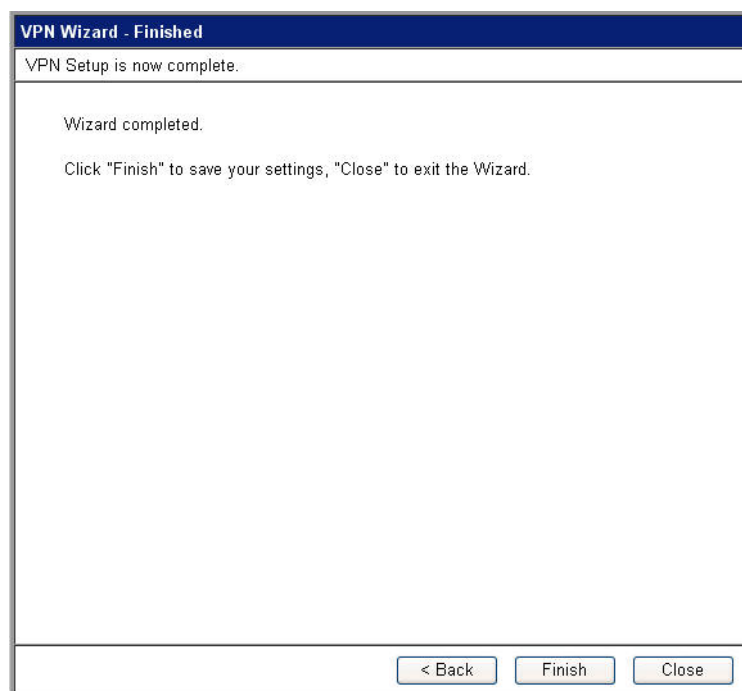 VPN Wizard - Finished
VPN Setup is now complete.
Wizard completed.
Click "Finish" to save your settings, "Close" to exit the Wizard.
< Back Finish Close